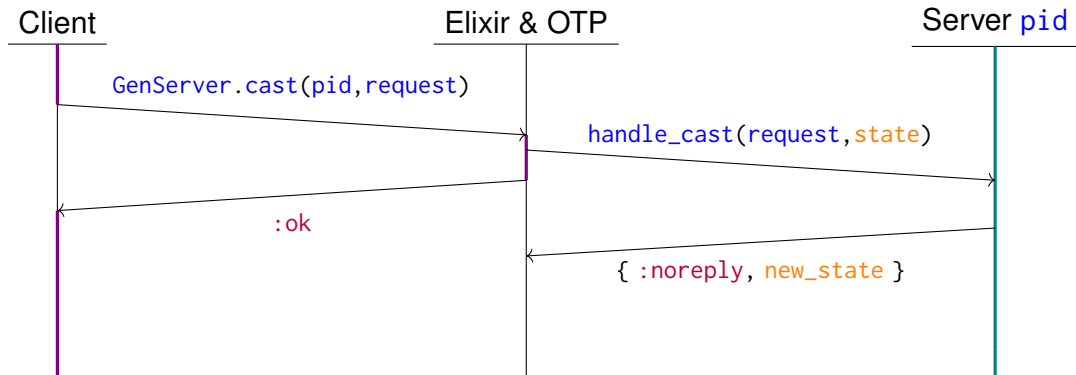 Client
Elixir & OTP
Server pid
GenServer.cast(pid,request)
handle_cast(request,state)
:ok
{ :noreply, new_state }